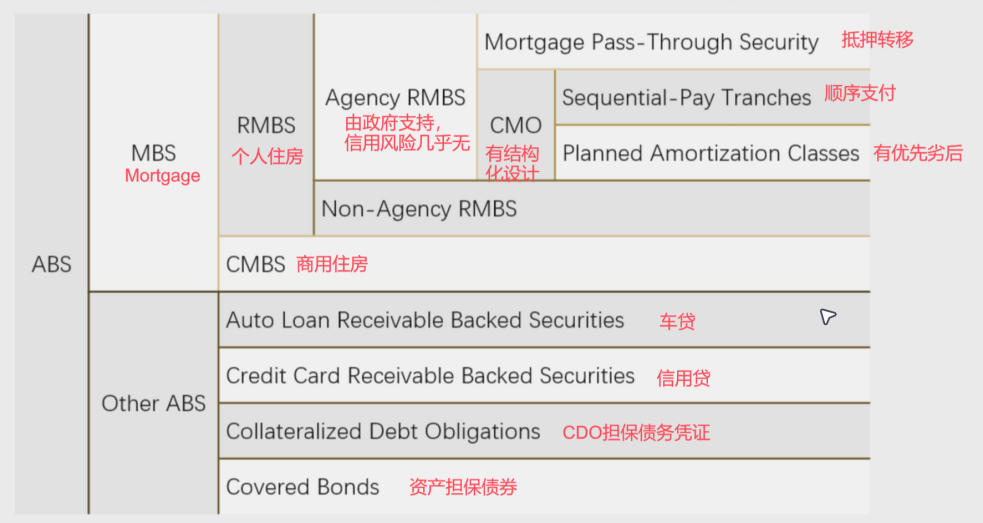 ABS
MBS
Mortgage
RMBS
个人住房
Agency RMBS
由政府支持，
信用风险几乎无
Mortgage Pass-Through Security 抵押转移
CMO
有结构
化设计
Sequential-Pay Tranches 顺序支付
Planned Amortization Classes 有优先劣后
Non-Agency RMBS
CMBS 商用住房
Other ABS
Auto Loan Receivable Backed Securities 车贷
Credit Card Receivable Backed Securities 信用贷
Collateralized Debt Obligations CDO担保债务凭证
Covered Bonds 资产担保债券